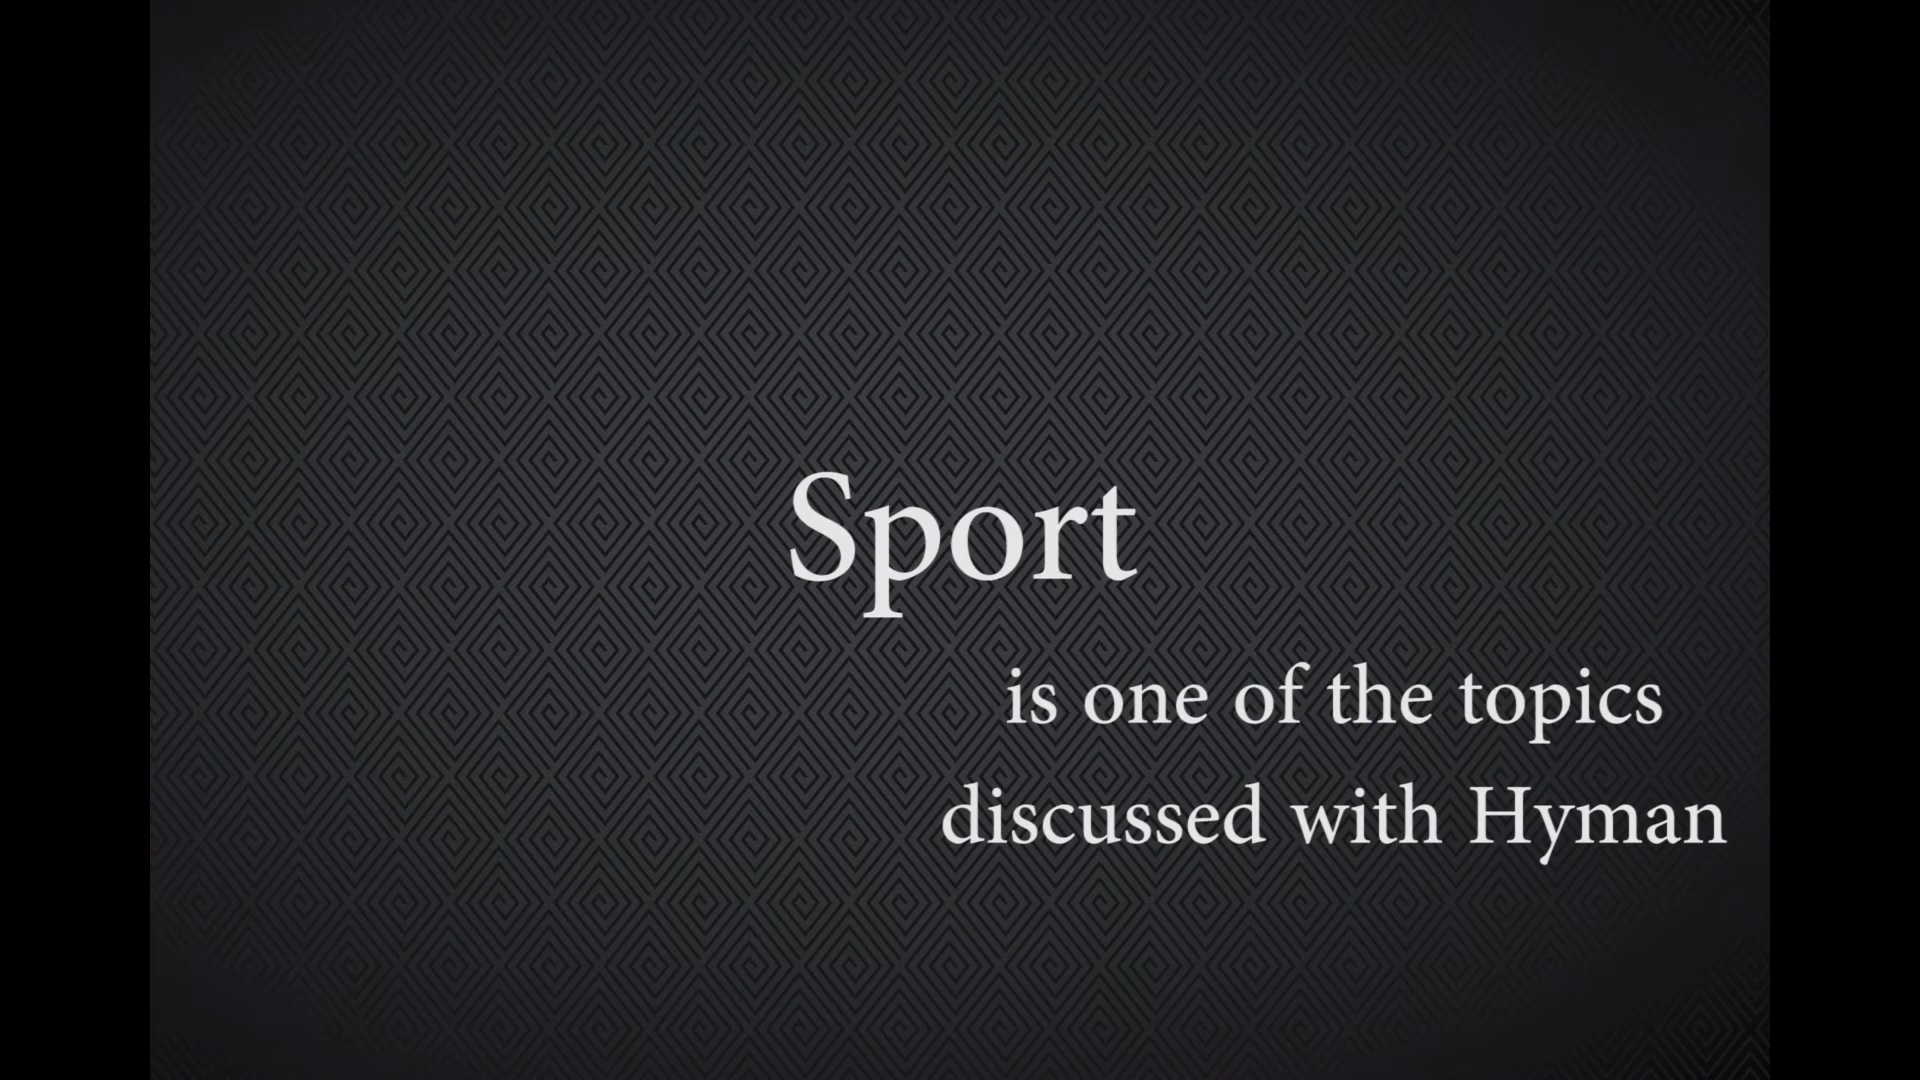 Sport
is one of the topics
discussed with Hyman